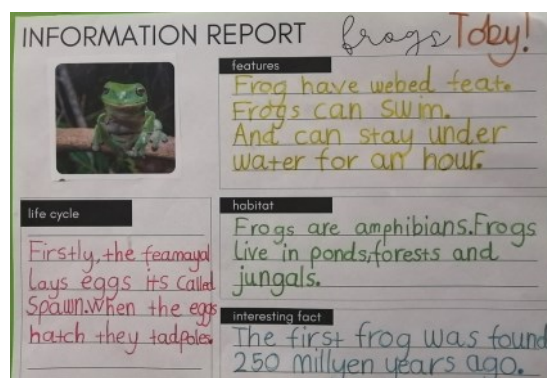 INFORMATION REPORT frogs Toby!
features
Frog have webed feat.
Frogs can swim.
And can stay under
water for an hour.
life cycle
Firstly, the feamayal
lays eggs its called
Spawn.when the eggs
hatch they tadpoles.
habitat
Frogs are amphibians.Frogs
live in ponds,forests and
jungals.
interesting fact
The first frog was found
250 millyen years ago.